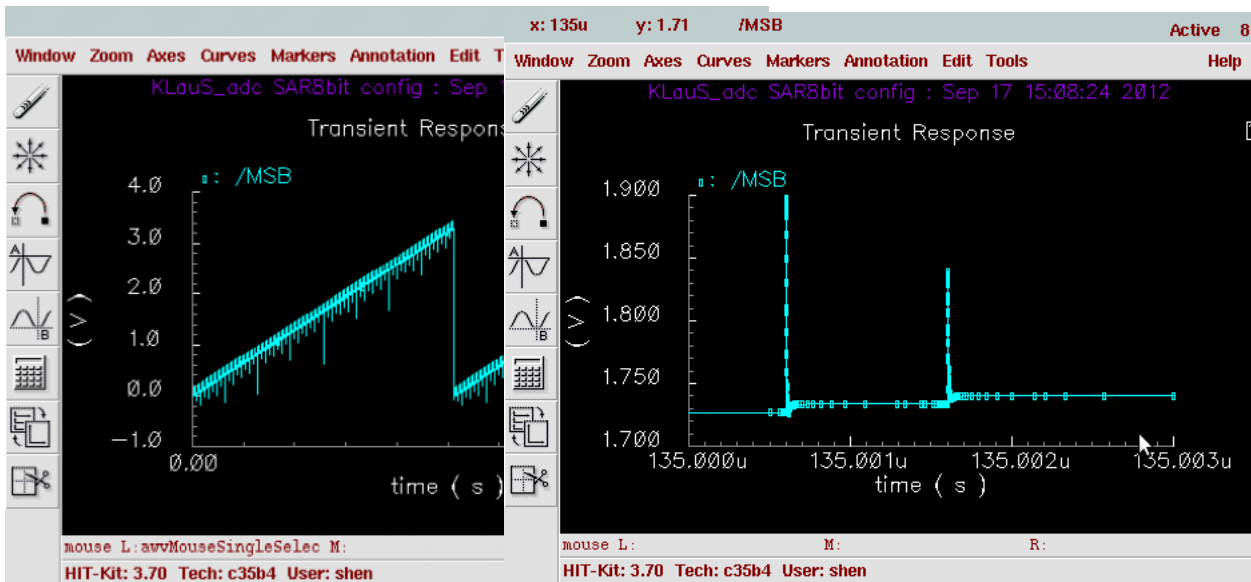 Window Zoom Axes Curves Markers Annotation Edit T
KLauS_adc SAR8bit config : Sep 1
Transient Respons
▯: /MSB
4.0
3.0
2.0
1.0
0.0
−1.0
( V )
0.00
time ( s )
mouse L:awvMouseSingleSelec M:
HIT-Kit: 3.70 Tech: c35b4 User: shen
x: 135u y: 1.71 /MSB
Active 8
Window Zoom Axes Curves Markers Annotation Edit Tools Help
KLauS_adc SAR8bit config : Sep 17 15:08:24 2012
Transient Response
▯: /MSB
1.900
1.850
1.800
1.750
1.700
( V )
135.000u 135.001u 135.002u 135.003u
time ( s )
mouse L: M: R:
HIT-Kit: 3.70 Tech: c35b4 User: shen
A
B
A
B